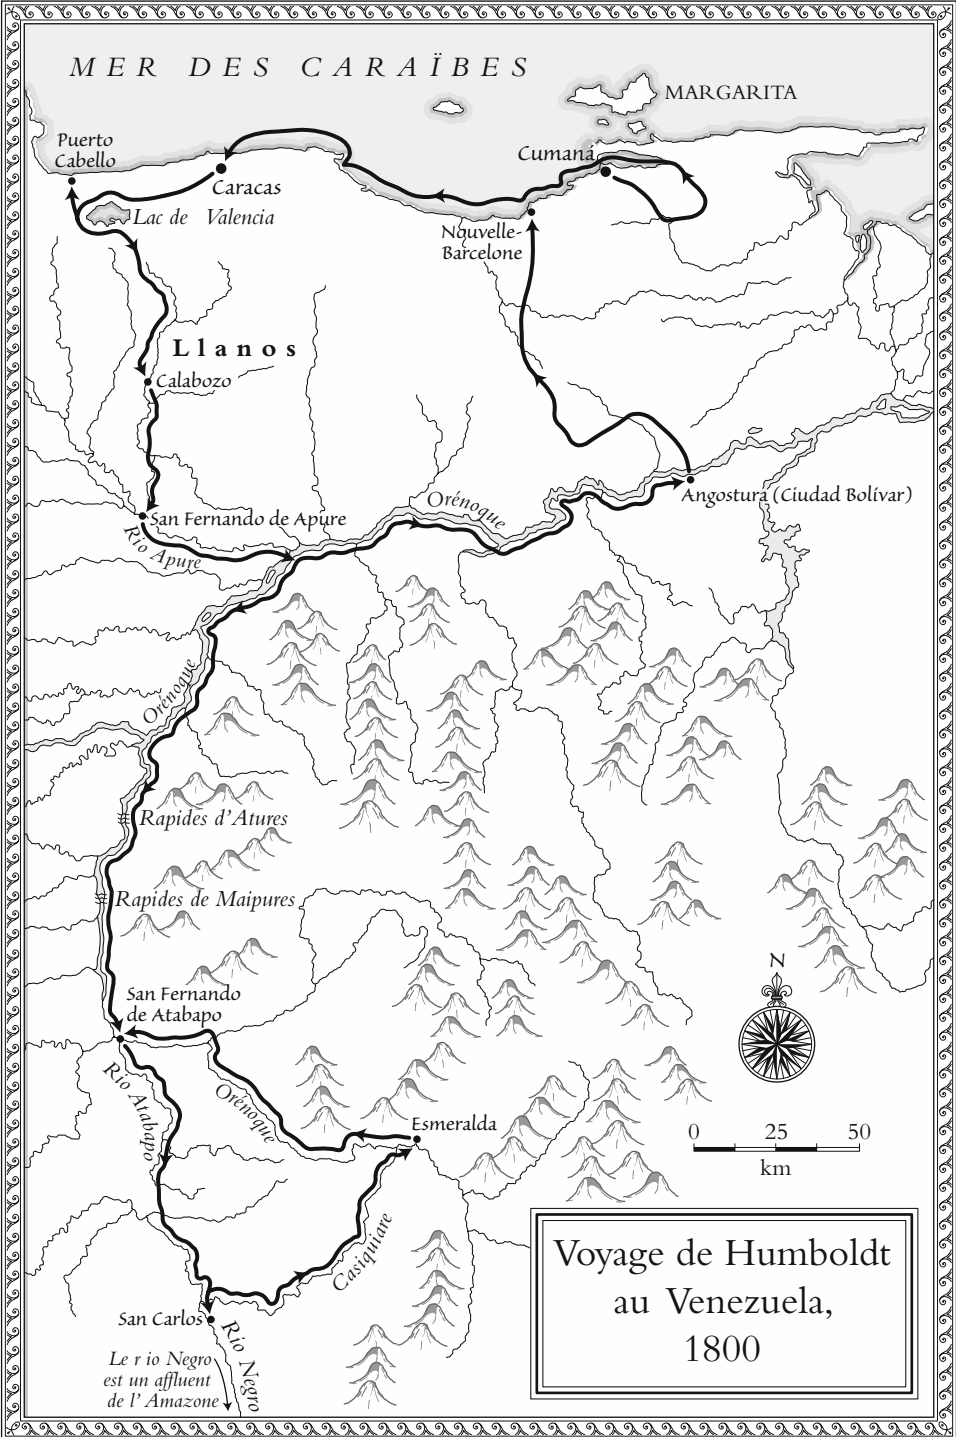 MER DES CARAÏBES
MARGARITA
Puerto
Cabello
Cumaná
Caracas
Lac de Valencia
Nouvelle-
Barcelone
Llanos
Calabozo
Orénoque
Angostura (Ciudad Bolívar)
San Fernando de Apure
Rio Apure
Orénoque
Rapides d'Atures
Rapides de Maipures
N
San Fernando
de Atabapo
Rio Atabapo
Orénoque
Esmeralda
0 25 50
km
Casiquiare
Voyage de Humboldt
au Venezuela,
1800
San Carlos
Rio Negro
Le r io Negro
est un affluent
de l' Amazone